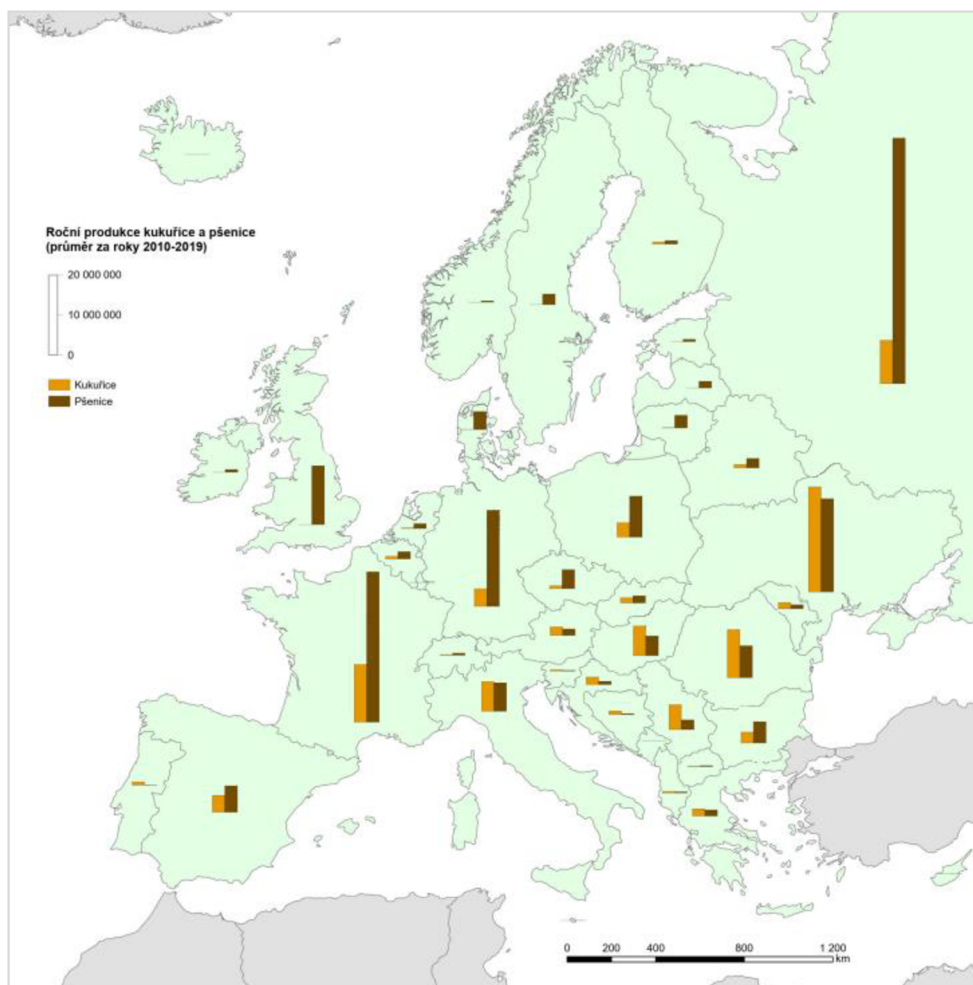 Roční produkce kukuřice a pšenice
(průměr za roky 2010-2019)
20 000 000
10 000 000
0
Kukuřice
Pšenice
0 200 400 800 1 200
km